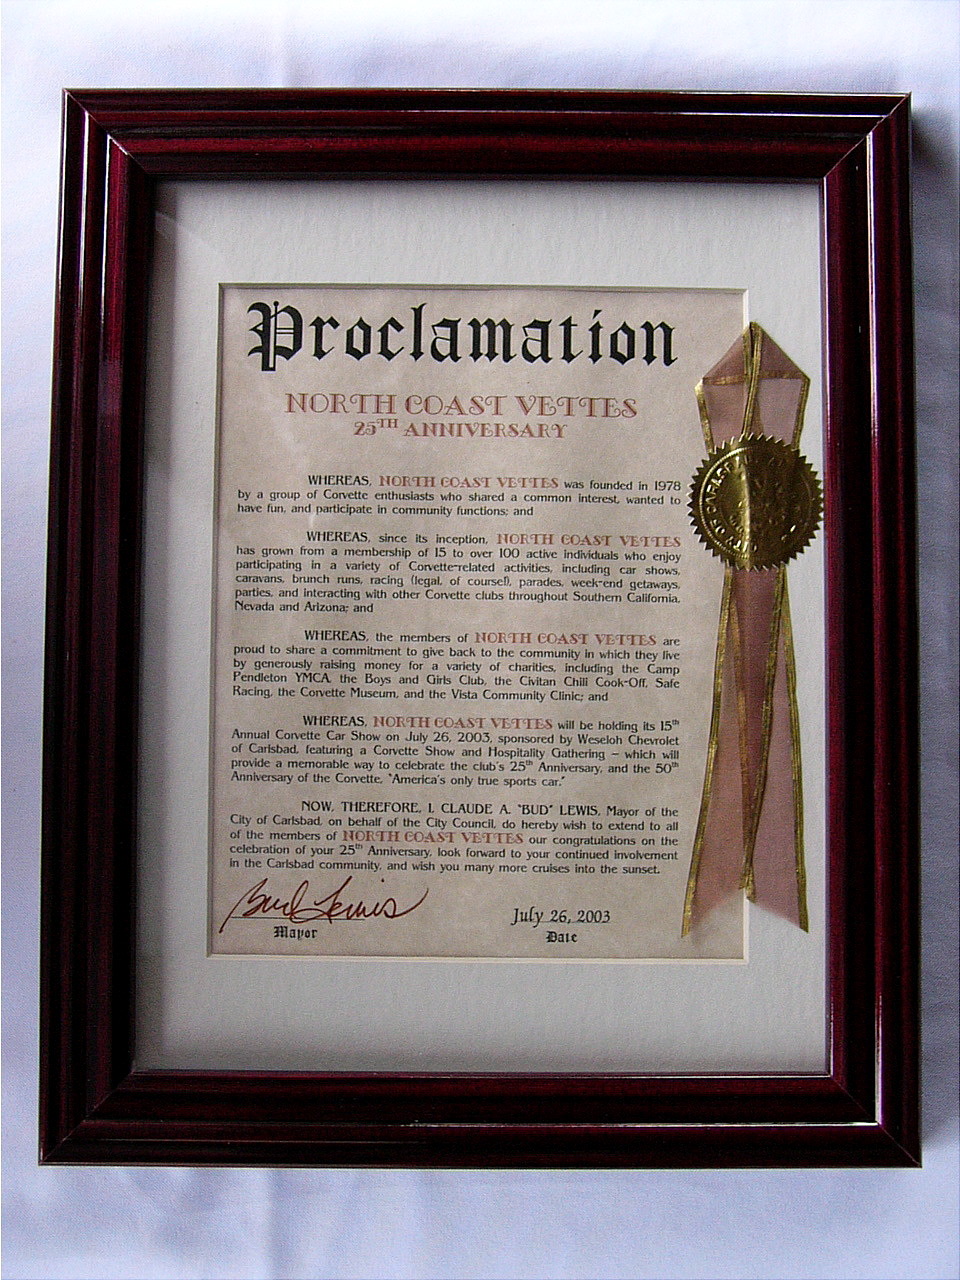 Proclamation
NORTH COAST VETTES
25TH ANNIVERSARY
WHEREAS, NORTH COAST VETTES was founded in 1978
by a group of Corvette enthusiasts who shared a common interest, wanted to
have fun, and participate in community functions; and
WHEREAS, since its inception, NORTH COAST VETTES
has grown from a membership of 15 to over 100 active individuals who enjoy
participating in a variety of Corvette-related activities, including car shows,
caravans, brunch runs, racing (legal, of course!), parades, week-end getaways,
parties, and interacting with other Corvette clubs throughout Southern California,
Nevada and Arizona; and
WHEREAS, the members of NORTH COAST VETTES are
proud to share a commitment to give back to the community in which they live
by generously raising money for a variety of charities, including the Camp
Pendleton YMCA, the Boys and Girls Club, the Civitan Chili Cook-Off, Safe
Racing, the Corvette Museum, and the Vista Community Clinic; and
WHEREAS, NORTH COAST VETTES will be holding its 15th
Annual Corvette Car Show on July 26, 2003, sponsored by Weseloh Chevrolet
of Carlsbad, featuring a Corvette Show and Hospitality Gathering – which will
provide a memorable way to celebrate the club's 25th Anniversary, and the 50th
Anniversary of the Corvette, "America's only true sports car."
NOW, THEREFORE, I, CLAUDE A. "BUD" LEWIS, Mayor of the
City of Carlsbad, on behalf of the City Council, do hereby wish to extend to all
of the members of NORTH COAST VETTES our congratulations on the
celebration of your 25th Anniversary, look forward to your continued involvement
in the Carlsbad community, and wish you many more cruises into the sunset.
Bud Lewis
July 26, 2003
Mayor
Date
CITY OF CARLSBAD